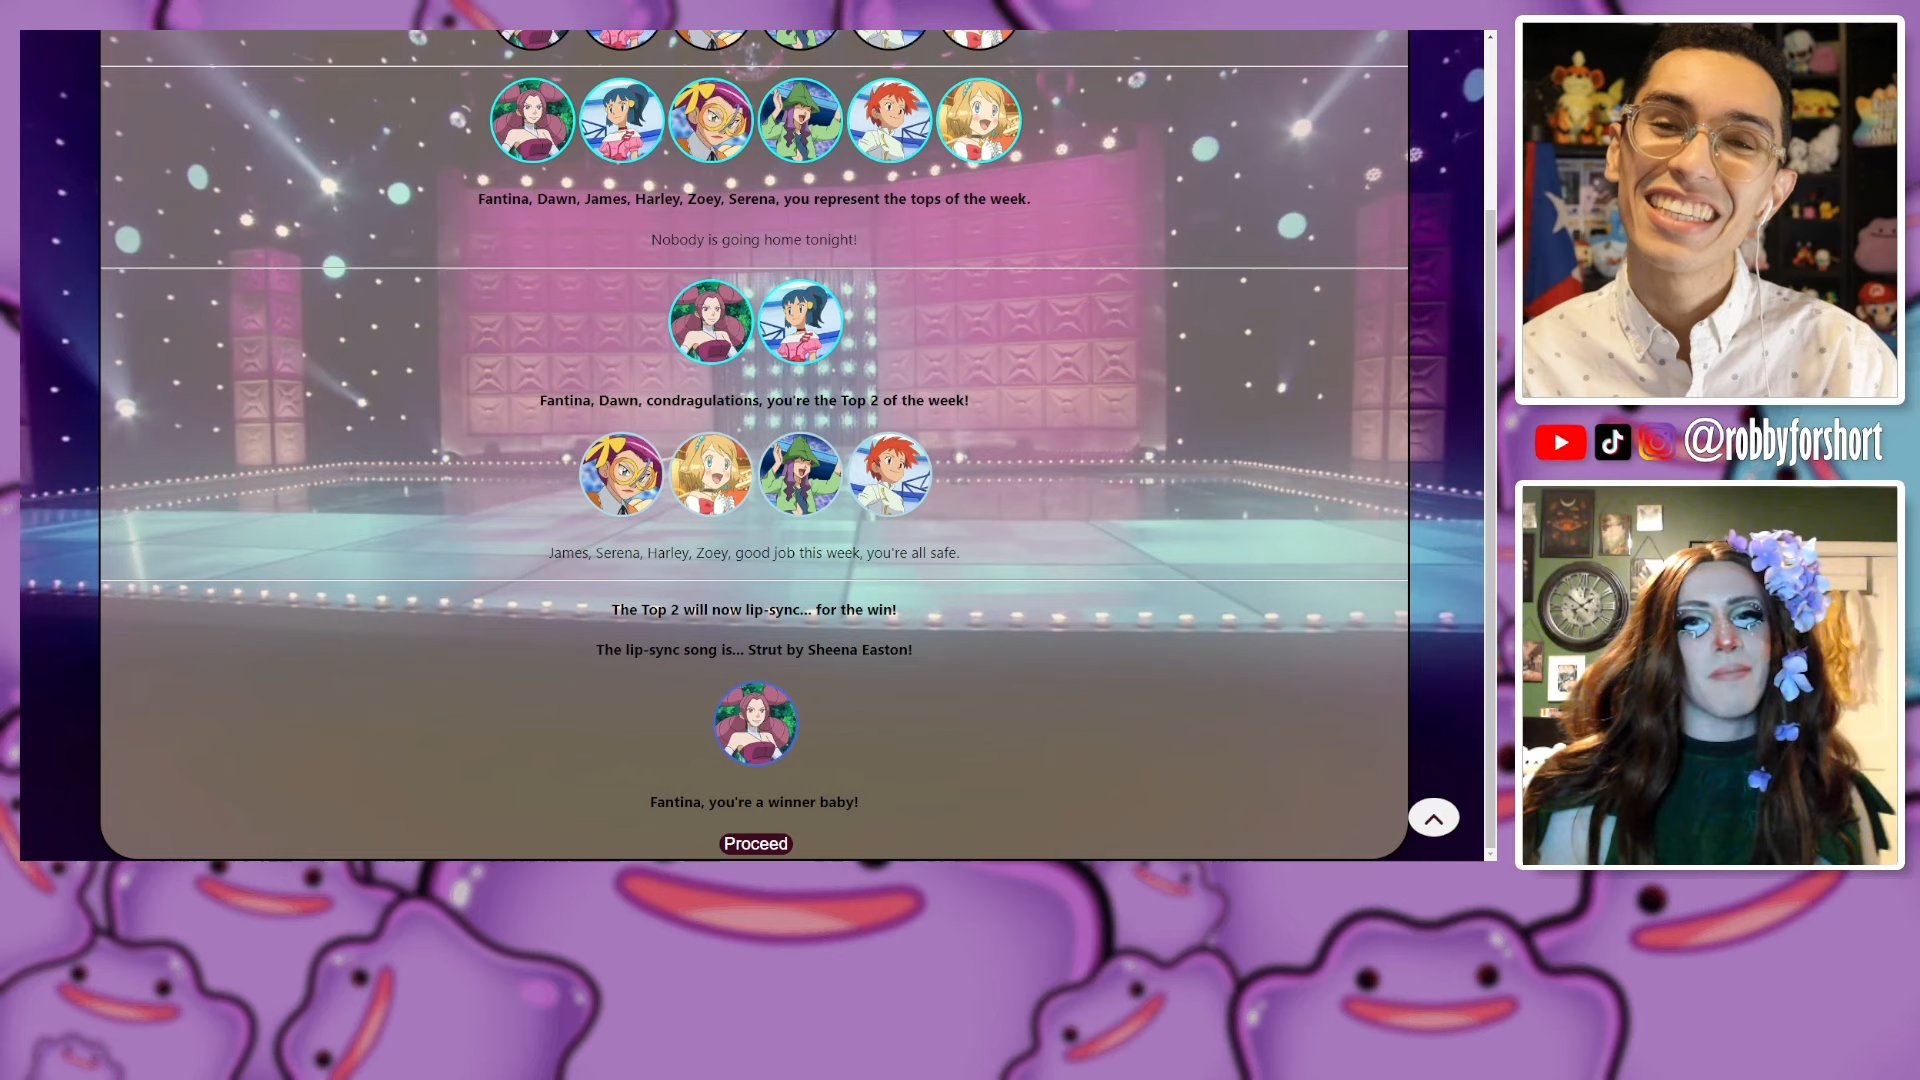 Fantina, Dawn, James, Harley, Zoey, Serena, you represent the tops of the week.
Nobody is going home tonight!
Fantina, Dawn, condragulations, you're the Top 2 of the week!
James, Serena, Harley, Zoey, good job this week, you're all safe.
The Top 2 will now lip-sync... for the win!
The lip-sync song is... Strut by Sheena Easton!
Fantina, you're a winner baby!
Proceed
@robbyforshort